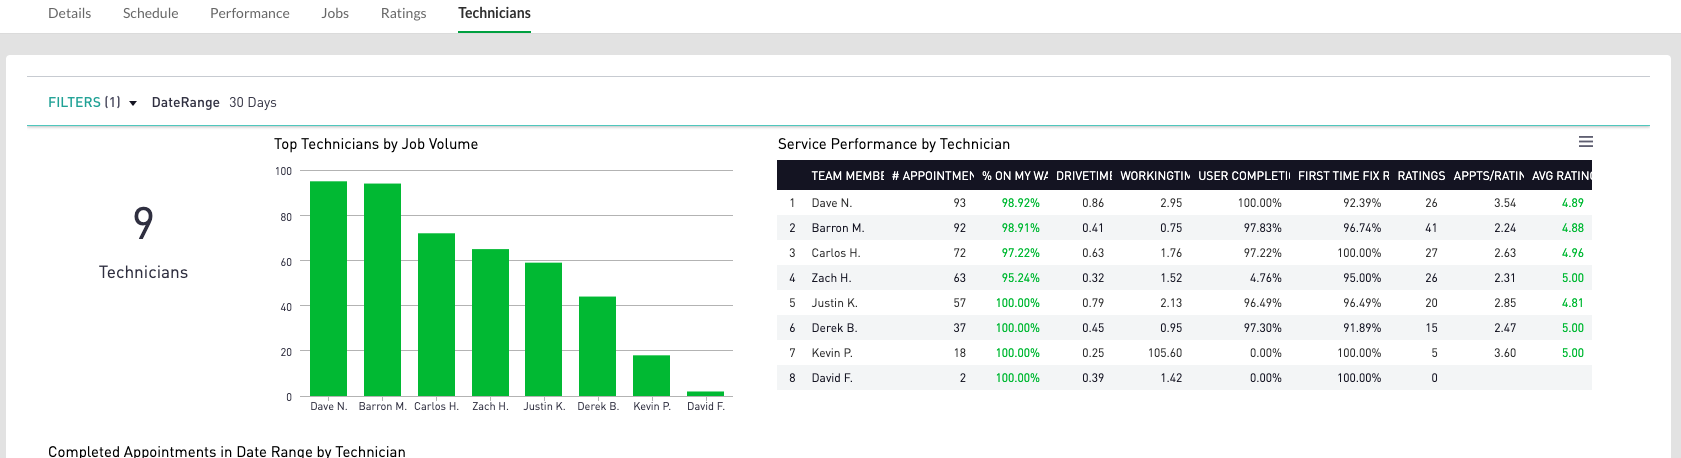 Details Schedule Performance Jobs Ratings Technicians
FILTERS (1) DateRange 30 Days
9
Technicians
Top Technicians by Job Volume
100
80
60
40
20
0
Dave N. Barron M. Carlos H. Zach H. Justin K. Derek B. Kevin P. David F.
Service Performance by Technician
TEAM MEMBE # APPOINTMEN % ON MY WA DRIVETIME WORKINGTIN USER COMPLETI FIRST TIME FIX R RATINGS APPTS/RATIN AVG RATING
1 Dave N. 93 98.92% 0.86 2.95 100.00% 92.39% 26 3.54 4.89
2 Barron M. 92 98.91% 0.41 0.75 97.83% 96.74% 41 2.24 4.88
3 Carlos H. 72 97.22% 0.63 1.76 97.22% 100.00% 27 2.63 4.96
4 Zach H. 63 95.24% 0.32 1.52 4.76% 95.00% 26 2.31 5.00
5 Justin K. 57 100.00% 0.79 2.13 96.49% 96.49% 20 2.85 4.81
6 Derek B. 37 100.00% 0.45 0.95 97.30% 91.89% 15 2.47 5.00
7 Kevin P. 18 100.00% 0.25 105.60 0.00% 100.00% 5 3.60 5.00
8 David F. 2 100.00% 0.39 1.42 0.00% 100.00% 0
Completed Appointments in Date Range by Technician